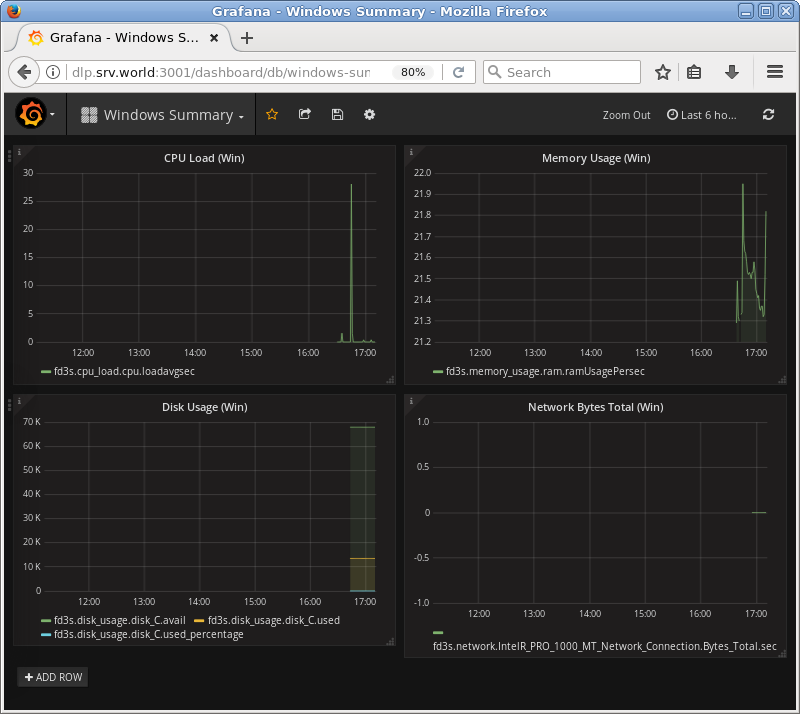 Grafana - Windows Summary - Mozilla Firefox
Grafana - Windows S...
dlp.srv.world:3001/dashboard/db/windows-sun
80%
Search
Windows Summary
Zoom Out
Last 6 ho...
CPU Load (Win)
30
25
20
15
10
5
0
12:00 13:00 14:00 15:00 16:00 17:00
fd3s.cpu_load.cpu.loadavgsec
Memory Usage (Win)
22.0
21.9
21.8
21.7
21.6
21.5
21.4
21.3
21.2
12:00 13:00 14:00 15:00 16:00 17:00
fd3s.memory_usage.ram.ramUsagePersec
Disk Usage (Win)
70 K
60 K
50 K
40 K
30 K
20 K
10 K
0
12:00 13:00 14:00 15:00 16:00 17:00
fd3s.disk_usage.disk_C.avail fd3s.disk_usage.disk_C.used
fd3s.disk_usage.disk_C.used_percentage
Network Bytes Total (Win)
1.0
0.5
0
-0.5
-1.0
12:00 13:00 14:00 15:00 16:00 17:00
fd3s.network.IntelR_PRO_1000_MT_Network_Connection.Bytes_Total.sec
ADD ROW